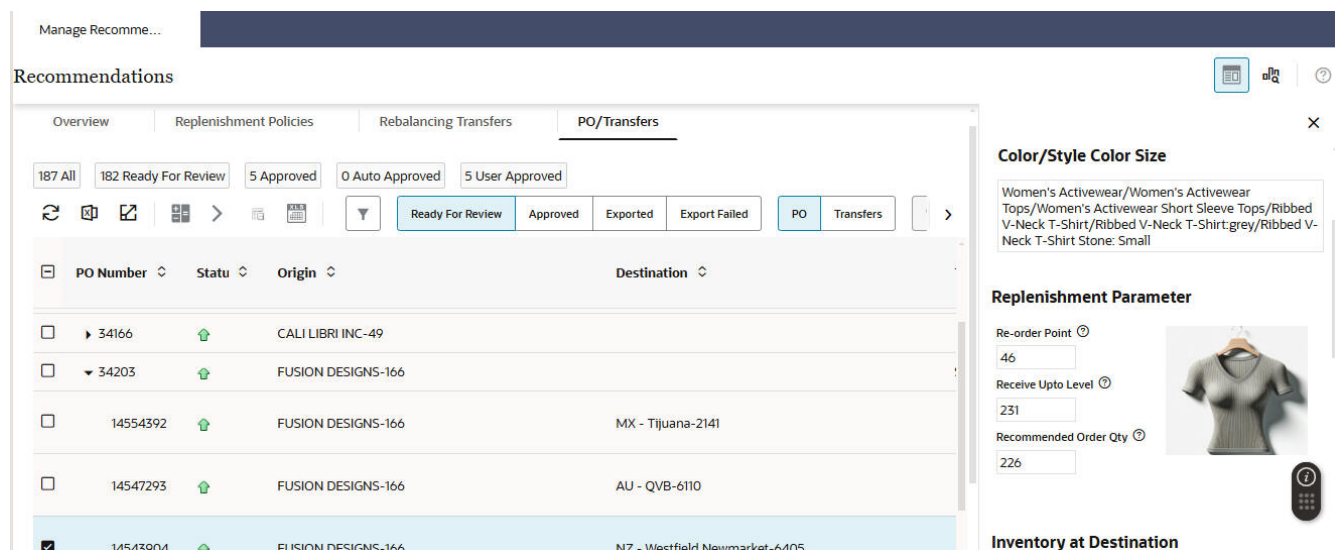 Manage Recomme...
Recommendations
Overview Replenishment Policies Rebalancing Transfers PO/Transfers
187 All 182 Ready For Review 5 Approved 0 Auto Approved 5 User Approved
Ready For Review Approved Exported Export Failed PO Transfers
PO Number Statu Origin Destination
34166 CALI LIBRI INC-49
34203 FUSION DESIGNS-166
14554392 FUSION DESIGNS-166 MX - Tijuana-2141
14547293 FUSION DESIGNS-166 AU - QVB-6110
14543904 FUSION DESIGNS-166 NZ - Westfield Newmarket-6405
Color/Style Color Size
Women's Activewear/Women's Activewear
Tops/Women's Activewear Short Sleeve Tops/Ribbed
V-Neck T-Shirt/Ribbed V-Neck T-Shirt:grey/Ribbed V-
Neck T-Shirt Stone: Small
Replenishment Parameter
Re-order Point
46
Receive Upto Level
231
Recommended Order Qty
226
Inventory at Destination